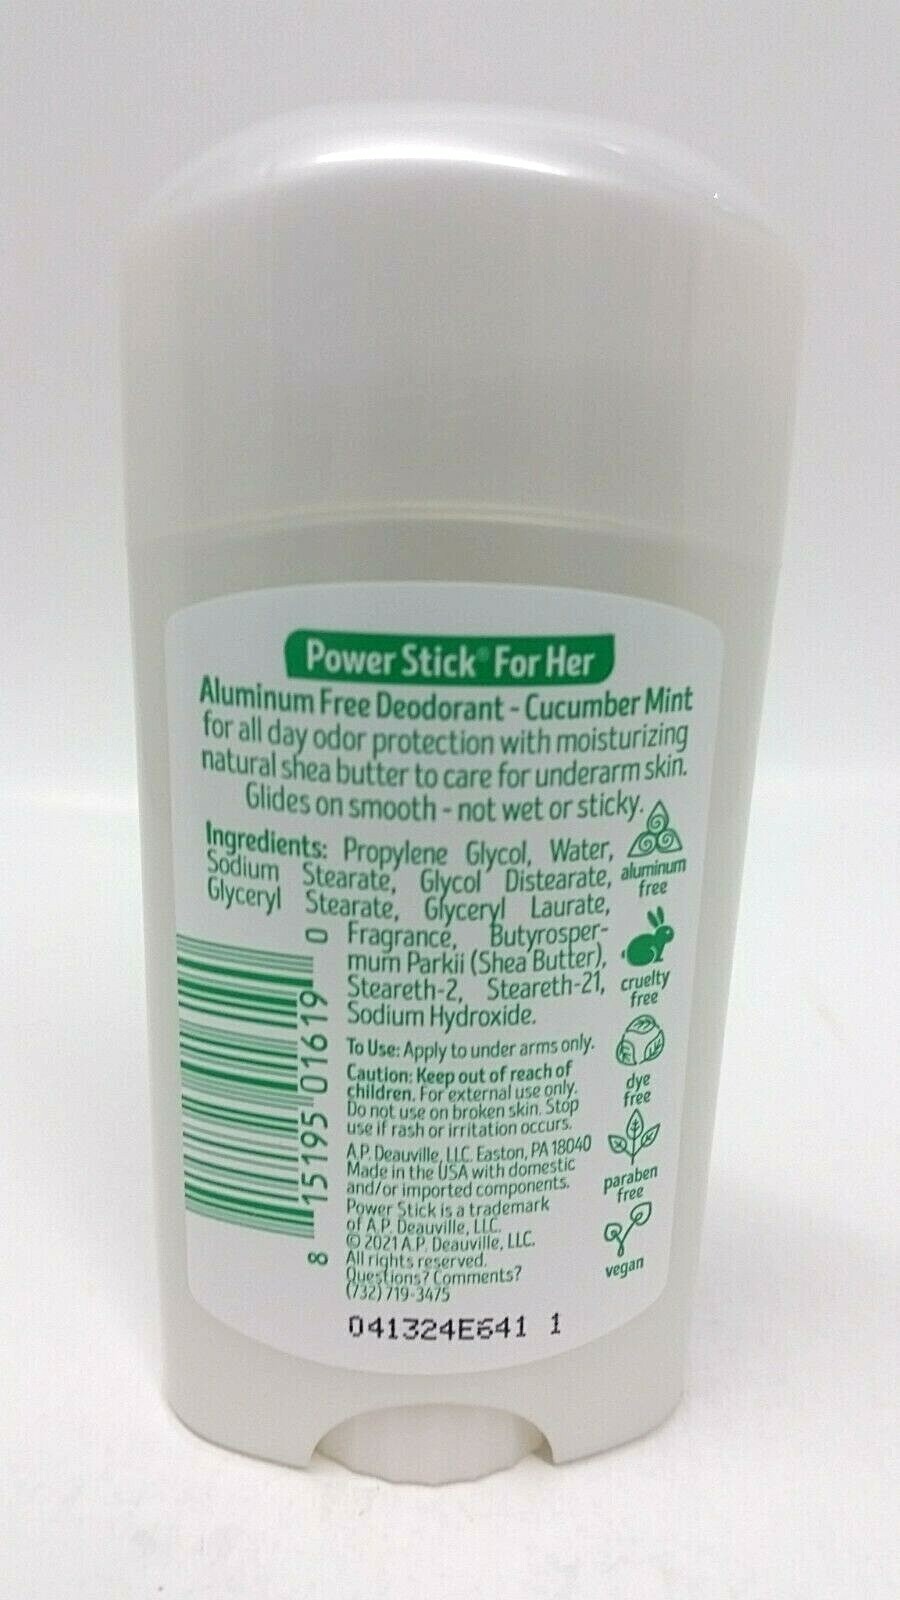 Power Stick® For Her
Aluminum Free Deodorant - Cucumber Mint
for all day odor protection with moisturizing
natural shea butter to care for underarm skin.
Glides on smooth - not wet or sticky.
Ingredients: Propylene Glycol, Water,
Sodium Stearate, Glycol Distearate,
Glyceryl Stearate, Glyceryl Laurate,
Fragrance, Butyrosper-
mum Parkii (Shea Butter),
Steareth-2, Steareth-21,
Sodium Hydroxide.
To Use: Apply to under arms only.
Caution: Keep out of reach of
children. For external use only.
Do not use on broken skin. Stop
use if rash or irritation occurs.
A.P. Deauville, LLC. Easton, PA 18040
Made in the USA with domestic
and/or imported components.
Power Stick is a trademark
of A.P. Deauville, LLC.
© 2021 A.P. Deauville, LLC.
All rights reserved.
Questions? Comments?
(732) 719-3475
aluminum
free
cruelty
free
dye
free
paraben
free
vegan
8 15195 01619 0
041324E641 1